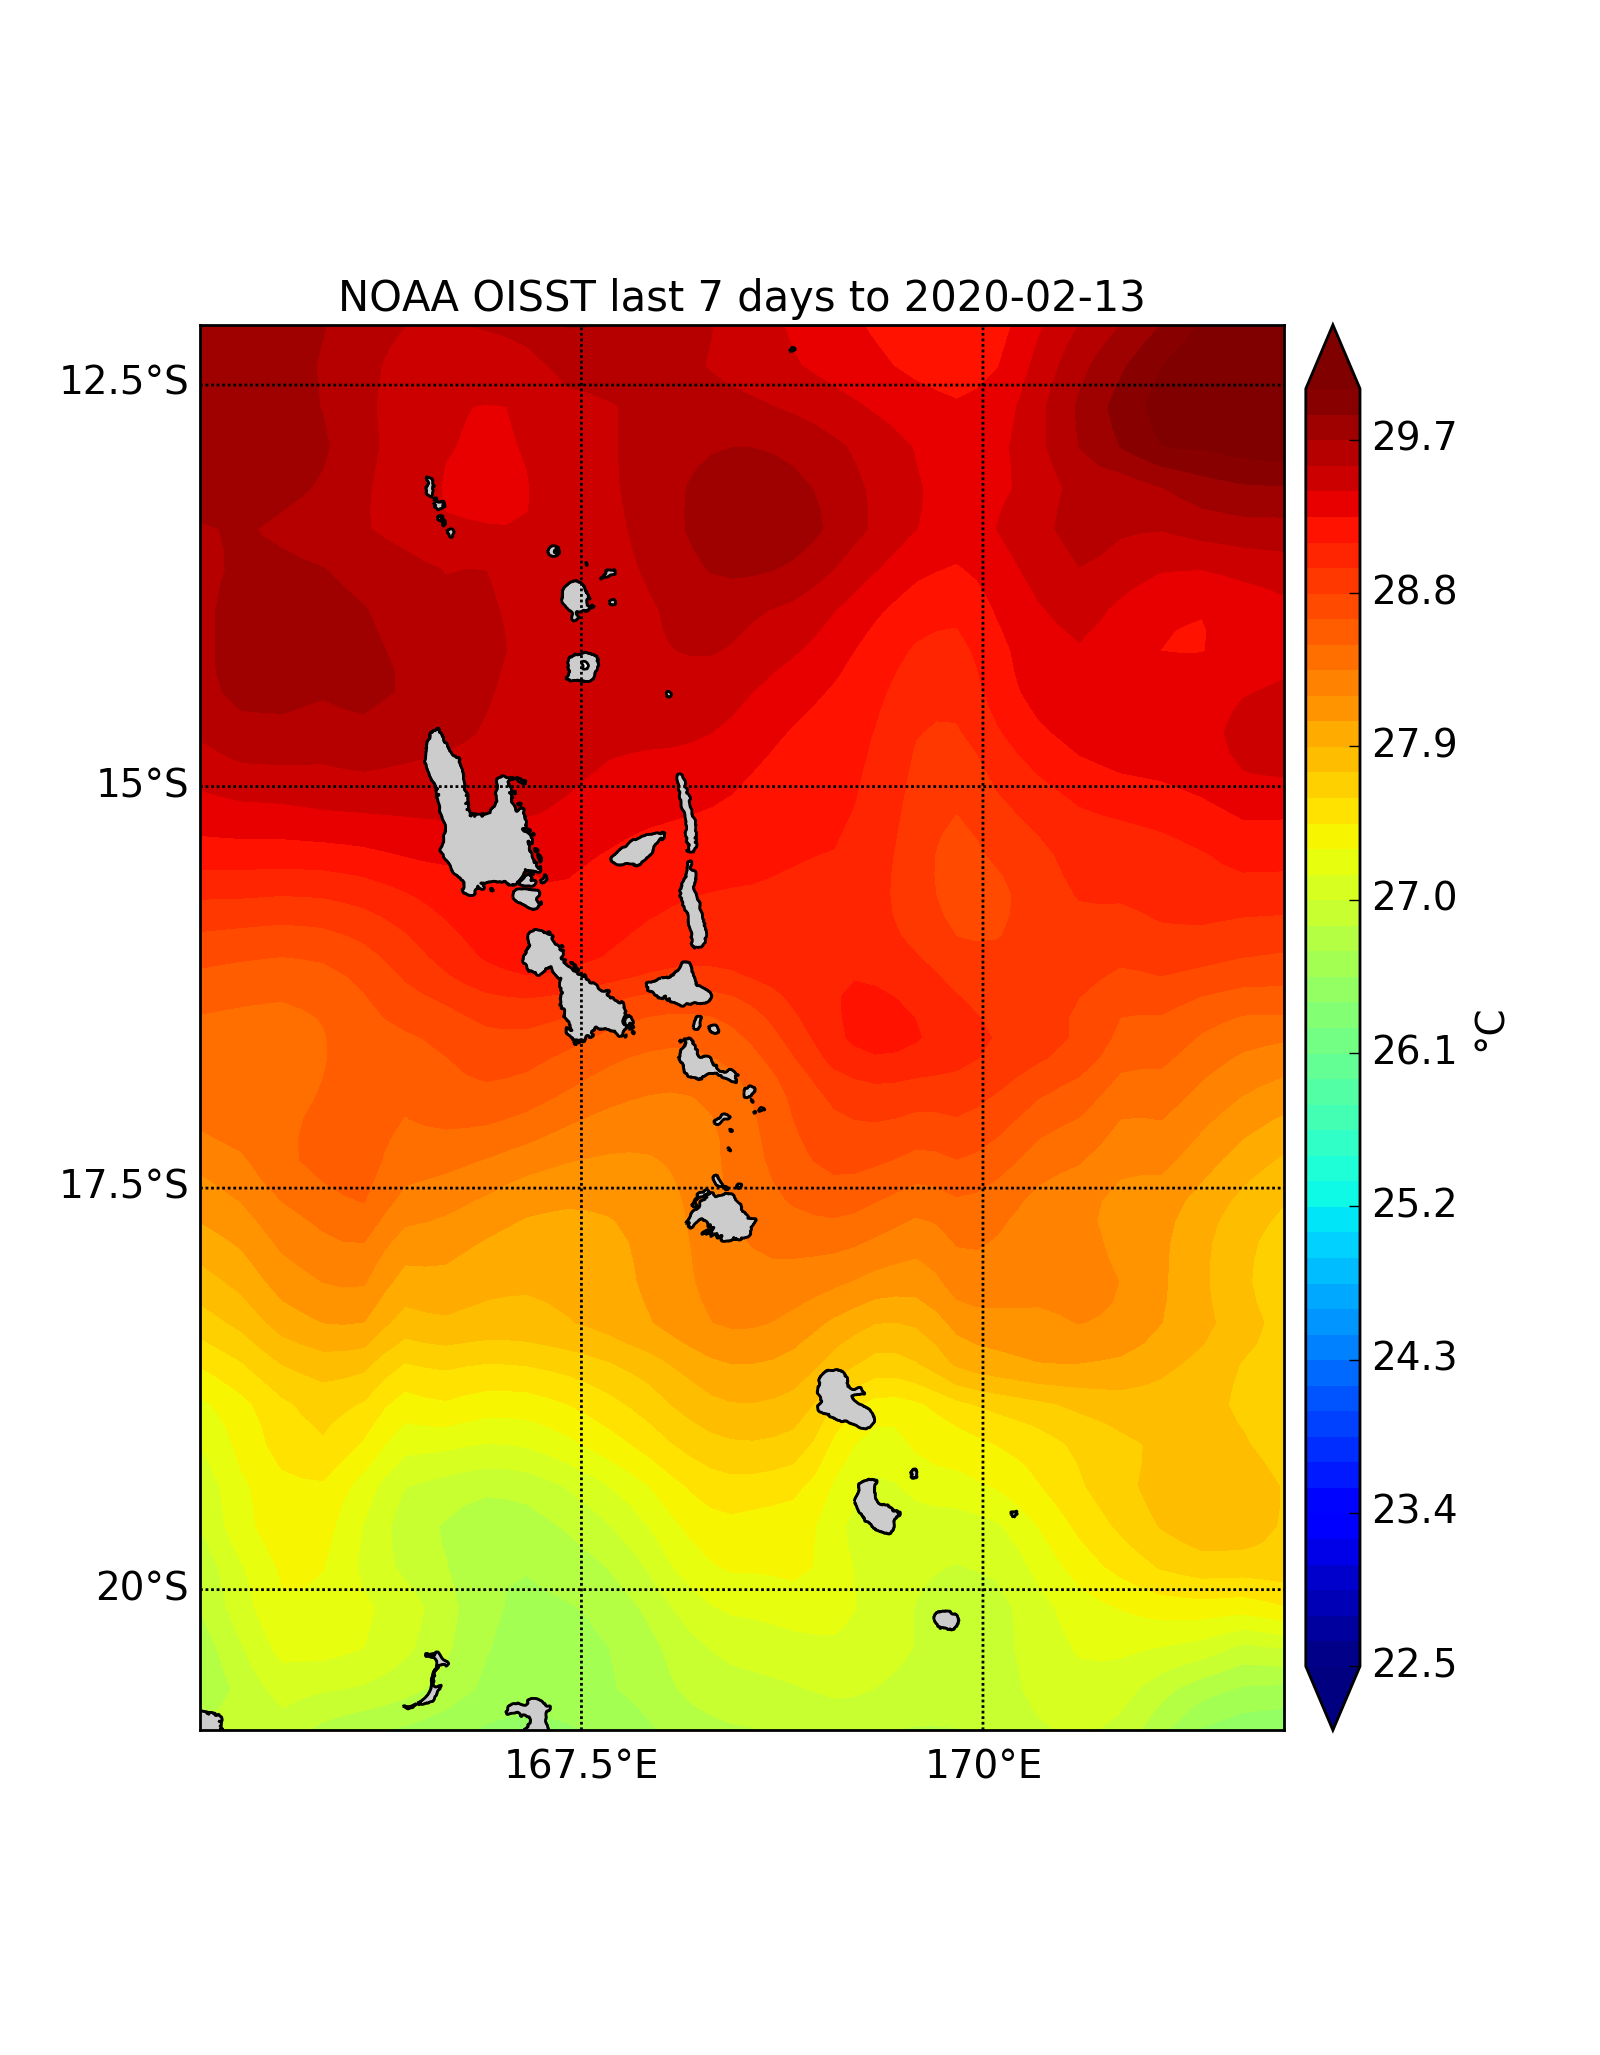 NOAA OISST last 7 days to 2020-02-13
12.5°S
15°S
17.5°S
20°S
167.5°E
170°E
29.7
28.8
27.9
27.0
26.1
25.2
24.3
23.4
22.5
°C